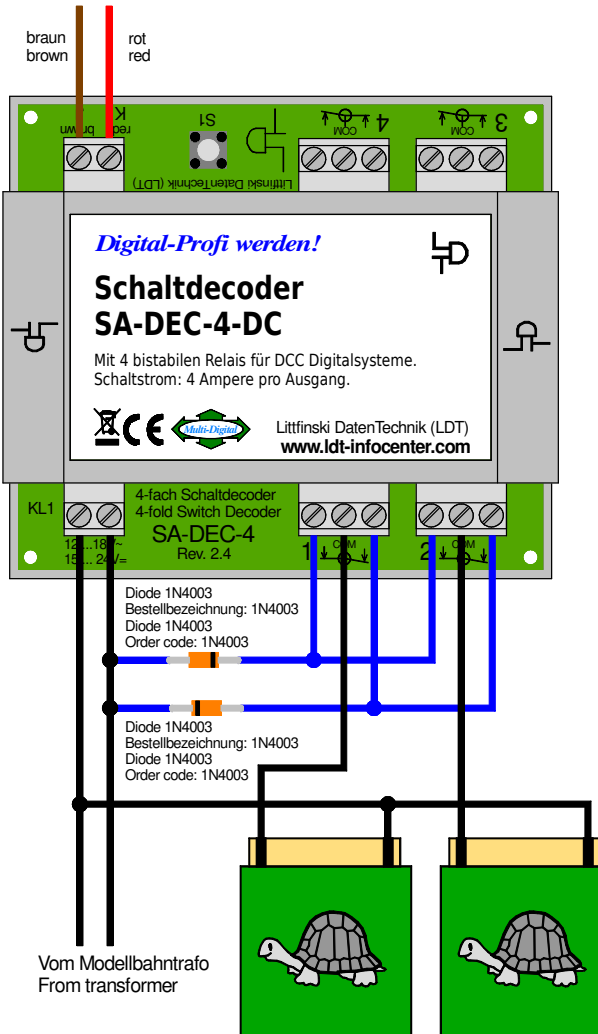 braun
brown
rot
red
K
brown
red
S1
COM
4
COM
3
Littfinski DatenTechnik (LDT)
Digital-Profi werden!
Schaltdecoder
SA-DEC-4-DC
Mit 4 bistabilen Relais für DCC Digitalsysteme.
Schaltstrom: 4 Ampere pro Ausgang.
CE
Multi-Digital
Littfinski DatenTechnik (LDT)
www.ldt-infocenter.com
KL1
4-fach Schaltdecoder
4-fold Switch Decoder
SA-DEC-4
Rev. 2.4
12...18V~
15... 24V=
1
COM
2
COM
Diode 1N4003
Bestellbezeichnung: 1N4003
Diode 1N4003
Order code: 1N4003
Diode 1N4003
Bestellbezeichnung: 1N4003
Diode 1N4003
Order code: 1N4003
Vom Modellbahntrafo
From transformer